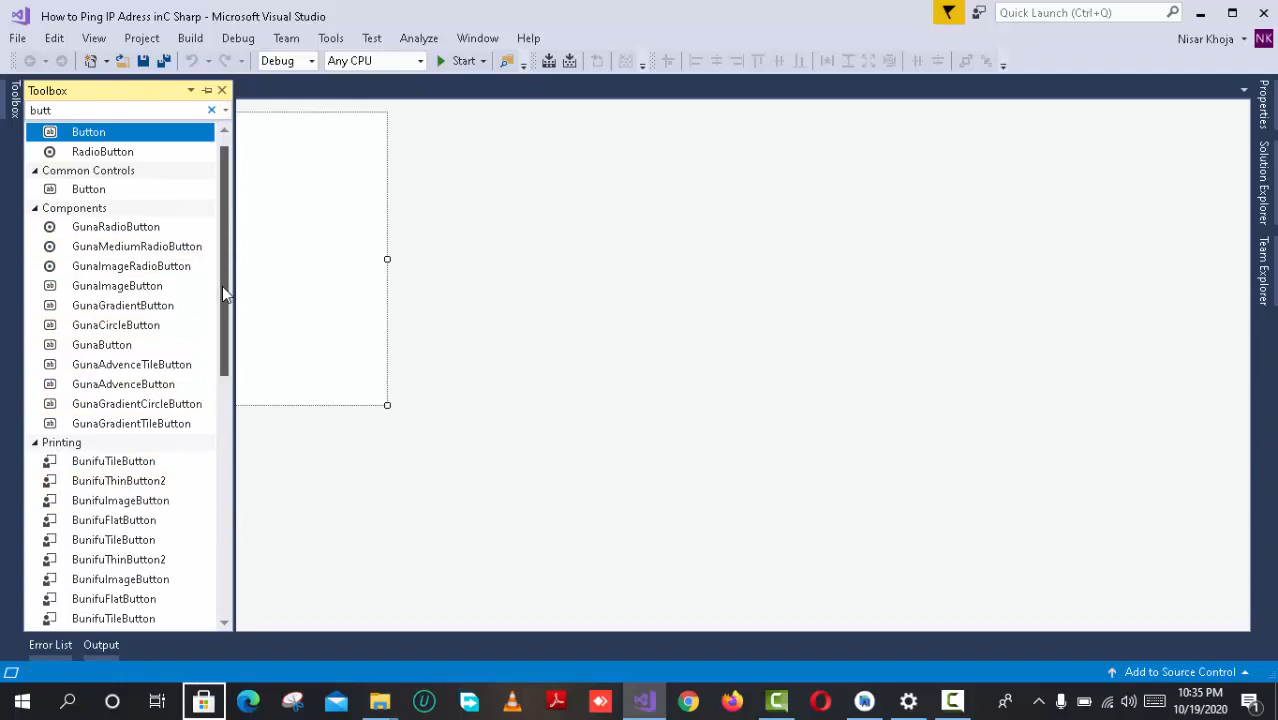 How to Ping IP Adress inC Sharp - Microsoft Visual Studio
Quick Launch (Ctrl+Q)
File Edit View Project Build Debug Team Tools Test Analyze Window Help
Nisar Khoja NK
Debug Any CPU Start
Toolbox
Toolbox
butt
Button
RadioButton
Common Controls
Button
Components
GunaRadioButton
GunaMediumRadioButton
GunaImageRadioButton
GunaImageButton
GunaGradientButton
GunaCircleButton
GunaButton
GunaAdvenceTileButton
GunaAdvenceButton
GunaGradientCircleButton
GunaGradientTileButton
Printing
BunifuTileButton
BunifuThinButton2
BunifuImageButton
BunifuFlatButton
BunifuTileButton
BunifuThinButton2
BunifuImageButton
BunifuFlatButton
BunifuTileButton
Properties
Solution Explorer
Team Explorer
Error List Output
Add to Source Control
10:35 PM
10/19/2020